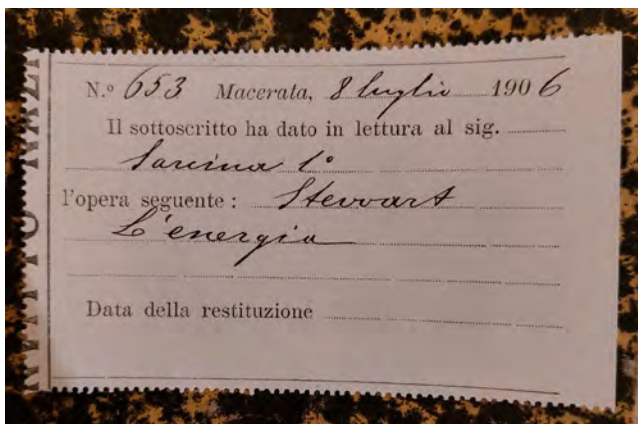 N.º 653 Macerata, 8 luglio 1906
Il sottoscritto ha dato in lettura al sig.
Sarcina 1º
l'opera seguente : Stewart
L'energia
Data della restituzione